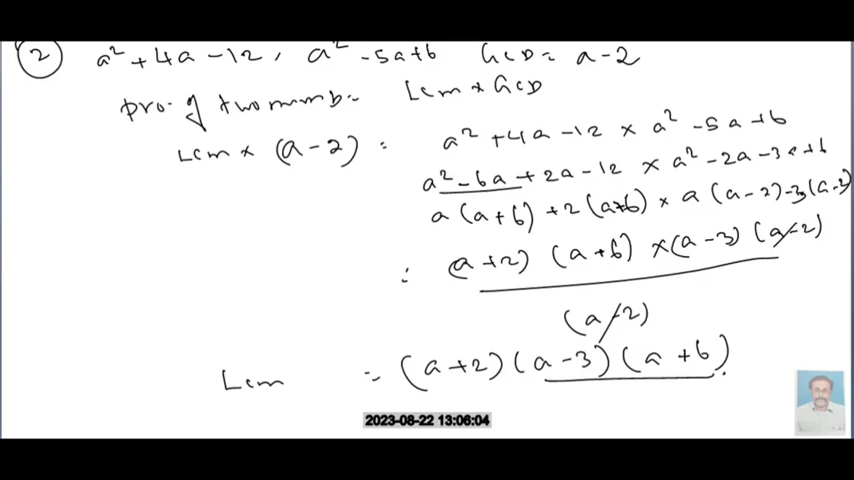 2 a² + 4a - 12, a² - 5a + 6 GCD = a - 2
pro. of two numb = Lcm × GCD
Lcm × (a - 2) = a² + 4a - 12 × a² - 5a + 6
a² - 6a + 2a - 12 × a² - 2a - 3a + 6
a (a + 6) + 2 (a + 6) × a (a - 2) - 3 (a - 2)
= (a + 2) (a + 6) × (a - 3) (a - 2)
(a - 2)
Lcm = (a + 2) (a - 3) (a + 6).
2023-08-22 13:06:04